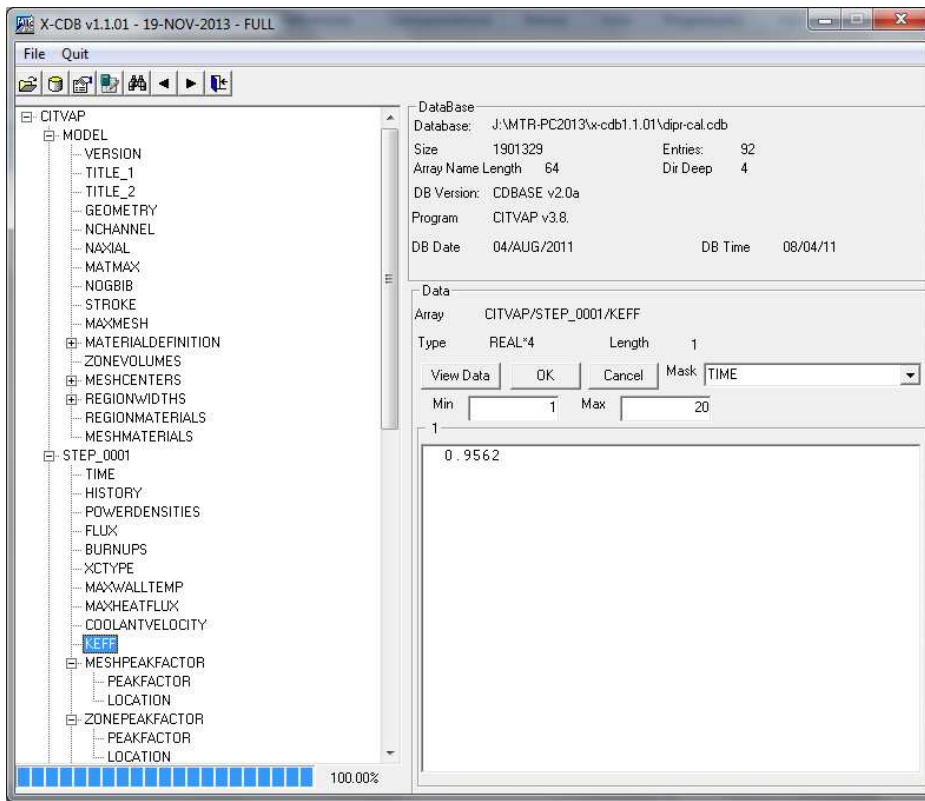 X-CDB v1.1.01 - 19-NOV-2013 - FULL
File Quit
CITVAP
MODEL
VERSION
TITLE_1
TITLE_2
GEOMETRY
NCHANNEL
NAXIAL
MATMAX
NOGBIB
STROKE
MAXMESH
MATERIALDEFINITION
ZONEVOLUMES
MESHCENTERS
REGIONWIDTHS
REGIONMATERIALS
MESHMATERIALS
STEP_0001
TIME
HISTORY
POWERDENSITIES
FLUX
BURNUPS
XCTYPE
MAXWALLTEMP
MAXHEATFLUX
COOLANTVELOCITY
KEFF
MESHPEAKFACTOR
PEAKFACTOR
LOCATION
ZONEPEAKFACTOR
PEAKFACTOR
LOCATION
100.00%
DataBase
Database: J:\MTR-PC2013\x-cdb1.1.01\dipr-cal.cdb
Size 1901329 Entries: 92
Array Name Length 64 Dir Deep 4
DB Version: CDBASE v2.0a
Program CITVAP v3.8.
DB Date 04/AUG/2011 DB Time 08/04/11
Data
Array CITVAP/STEP_0001/KEFF
Type REAL*4 Length 1
View Data OK Cancel Mask TIME
Min 1 Max 20
1
0.9562